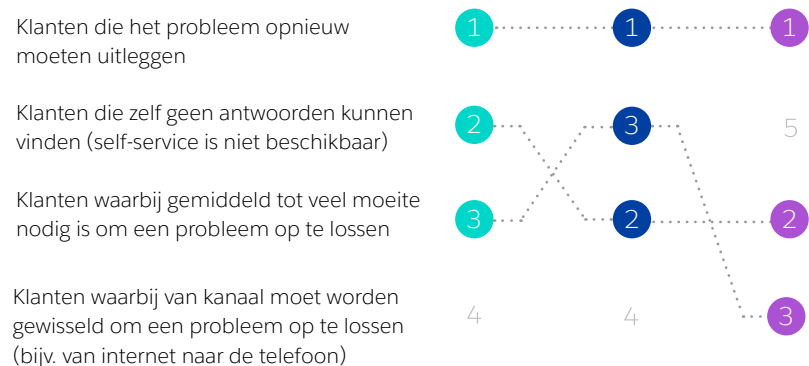 Klanten die het probleem opnieuw
moeten uitleggen
1 1 1
Klanten die zelf geen antwoorden kunnen
vinden (self-service is niet beschikbaar)
2 3 5
Klanten waarbij gemiddeld tot veel moeite
nodig is om een probleem op te lossen
3 2 2
Klanten waarbij van kanaal moet worden
gewisseld om een probleem op te lossen
(bijv. van internet naar de telefoon)
4 4 3